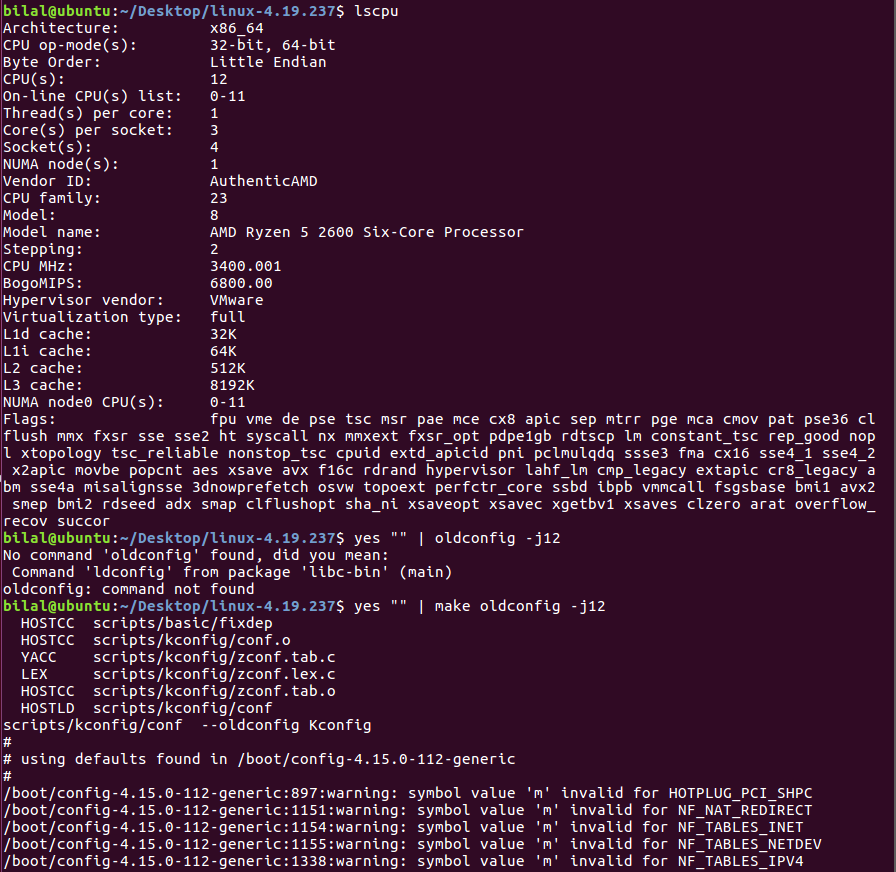 bilal@ubuntu:~/Desktop/linux-4.19.237$ lscpu
Architecture:          x86_64
CPU op-mode(s):        32-bit, 64-bit
Byte Order:            Little Endian
CPU(s):                12
On-line CPU(s) list:   0-11
Thread(s) per core:    1
Core(s) per socket:    3
Socket(s):             4
NUMA node(s):          1
Vendor ID:             AuthenticAMD
CPU family:            23
Model:                 8
Model name:            AMD Ryzen 5 2600 Six-Core Processor
Stepping:              2
CPU MHz:               3400.001
BogoMIPS:              6800.00
Hypervisor vendor:     VMware
Virtualization type:   full
L1d cache:             32K
L1i cache:             64K
L2 cache:              512K
L3 cache:              8192K
NUMA node0 CPU(s):     0-11
Flags:                 fpu vme de pse tsc msr pae mce cx8 apic sep mtrr pge mca cmov pat pse36 cl
flush mmx fxsr sse sse2 ht syscall nx mmxext fxsr_opt pdpe1gb rdtscp lm constant_tsc rep_good nop
l xtopology tsc_reliable nonstop_tsc cpuid extd_apicid pni pclmulqdq ssse3 fma cx16 sse4_1 sse4_2
 x2apic movbe popcnt aes xsave avx f16c rdrand hypervisor lahf_lm cmp_legacy extapic cr8_legacy a
bm sse4a misalignsse 3dnowprefetch osvw topoext perfctr_core ssbd ibpb vmmcall fsgsbase bmi1 avx2
 smep bmi2 rdseed adx smap clflushopt sha_ni xsaveopt xsavec xgetbv1 xsaves clzero arat overflow_
recov succor
bilal@ubuntu:~/Desktop/linux-4.19.237$ yes "" | oldconfig -j12
No command 'oldconfig' found, did you mean:
 Command 'ldconfig' from package 'libc-bin' (main)
oldconfig: command not found
bilal@ubuntu:~/Desktop/linux-4.19.237$ yes "" | make oldconfig -j12
  HOSTCC  scripts/basic/fixdep
  HOSTCC  scripts/kconfig/conf.o
  YACC    scripts/kconfig/zconf.tab.c
  LEX     scripts/kconfig/zconf.lex.c
  HOSTCC  scripts/kconfig/zconf.tab.o
  HOSTLD  scripts/kconfig/conf
scripts/kconfig/conf  --oldconfig Kconfig
#
# using defaults found in /boot/config-4.15.0-112-generic
#
/boot/config-4.15.0-112-generic:897:warning: symbol value 'm' invalid for HOTPLUG_PCI_SHPC
/boot/config-4.15.0-112-generic:1151:warning: symbol value 'm' invalid for NF_NAT_REDIRECT
/boot/config-4.15.0-112-generic:1154:warning: symbol value 'm' invalid for NF_TABLES_INET
/boot/config-4.15.0-112-generic:1155:warning: symbol value 'm' invalid for NF_TABLES_NETDEV
/boot/config-4.15.0-112-generic:1338:warning: symbol value 'm' invalid for NF_TABLES_IPV4